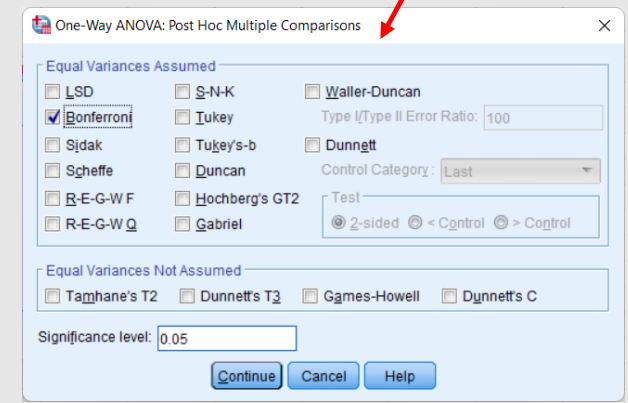 One-Way ANOVA: Post Hoc Multiple Comparisons
Equal Variances Assumed
LSD S-N-K Waller-Duncan
Bonferroni Tukey Type I/Type II Error Ratio: 100
Sidak Tukey's-b Dunnett
Scheffe Duncan Control Category: Last
R-E-G-W F Hochberg's GT2 Test
R-E-G-W Q Gabriel 2-sided < Control > Control
Equal Variances Not Assumed
Tamhane's T2 Dunnett's T3 Games-Howell Dunnett's C
Significance level: 0.05
Continue Cancel Help